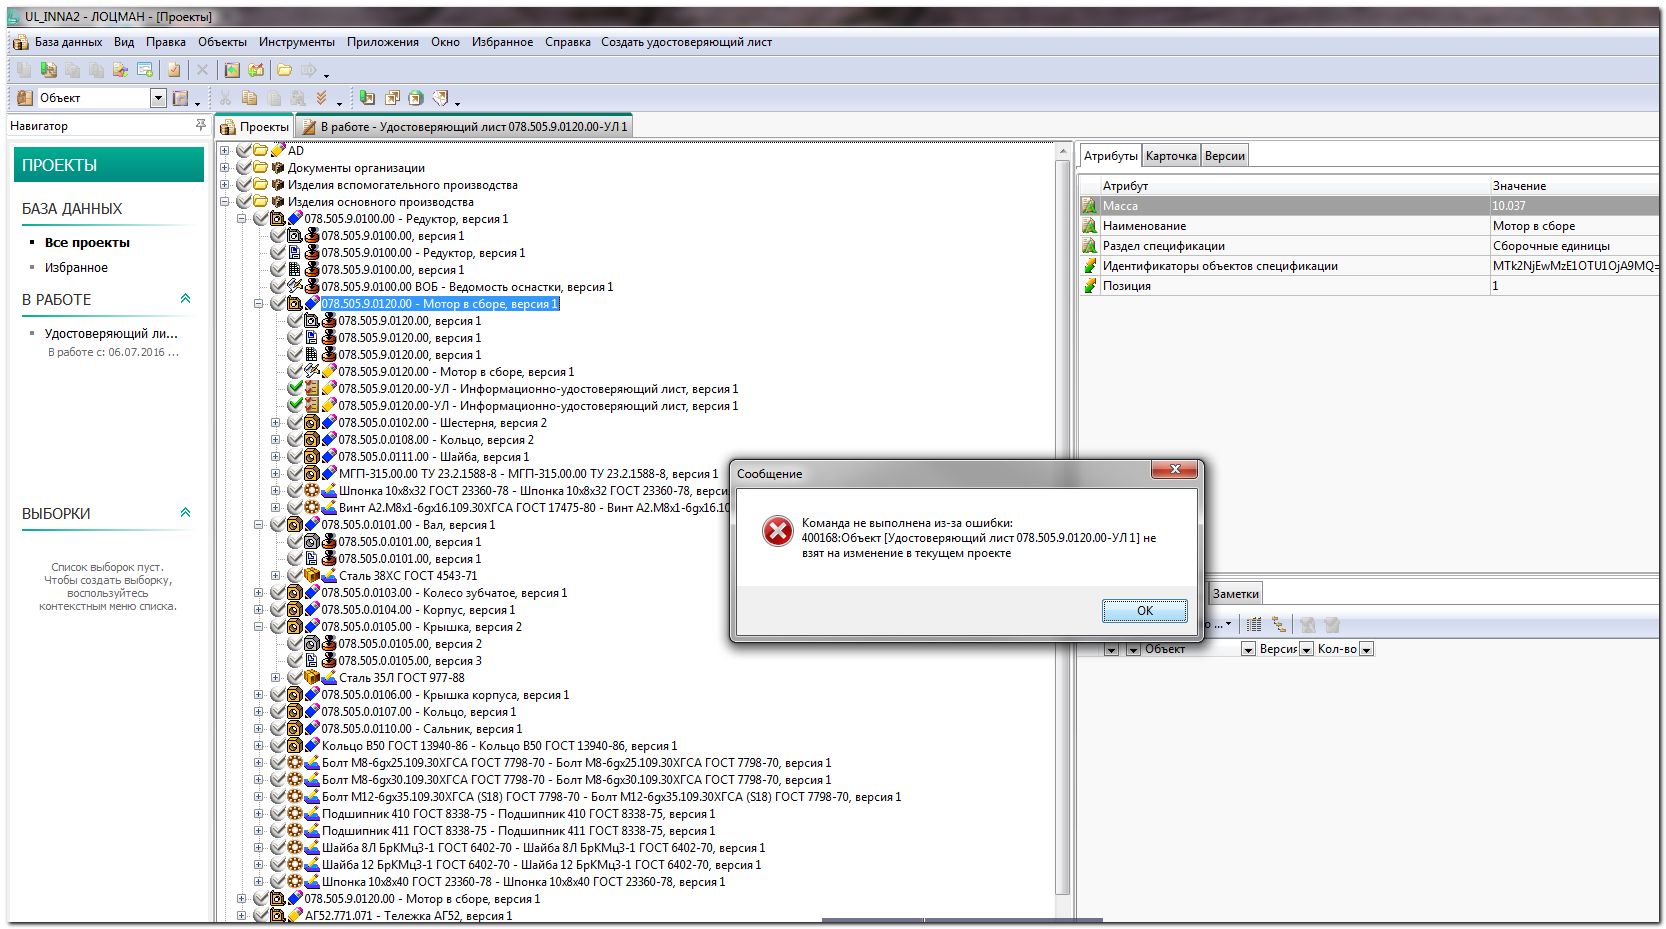 UL_INNA2 - ЛОЦМАН - [Проекты]
База данных Вид Правка Объекты Инструменты Приложения Окно Избранное Справка Создать удостоверяющий лист
Объект
Навигатор
ПРОЕКТЫ
БАЗА ДАННЫХ
Все проекты
Избранное
В РАБОТЕ
Удостоверяющий ли...
В работе с: 06.07.2016 ...
ВЫБОРКИ
Список выборок пуст.
Чтобы создать выборку,
воспользуйтесь
контекстным меню списка.
Проекты
В работе - Удостоверяющий лист 078.505.9.0120.00-УЛ 1
AD
Документы организации
Изделия вспомогательного производства
Изделия основного производства
078.505.9.0100.00 - Редуктор, версия 1
078.505.9.0100.00, версия 1
078.505.9.0100.00 - Редуктор, версия 1
078.505.9.0100.00, версия 1
078.505.9.0100.00 ВОБ - Ведомость оснастки, версия 1
078.505.9.0120.00 - Мотор в сборе, версия 1
078.505.9.0120.00, версия 1
078.505.9.0120.00, версия 1
078.505.9.0120.00, версия 1
078.505.9.0120.00 - Мотор в сборе, версия 1
078.505.9.0120.00-УЛ - Информационно-удостоверяющий лист, версия 1
078.505.9.0120.00-УЛ - Информационно-удостоверяющий лист, версия 1
078.505.0.0102.00 - Шестерня, версия 2
078.505.0.0108.00 - Кольцо, версия 2
078.505.0.0111.00 - Шайба, версия 1
МГП-315.00.00 ТУ 23.2.1588-8 - МГП-315.00.00 ТУ 23.2.1588-8, версия 1
Шпонка 10x8x32 ГОСТ 23360-78 - Шпонка 10x8x32 ГОСТ 23360-78, верси
Винт А2.М8x1-6gx16.109.30ХГСА ГОСТ 17475-80 - Винт А2.М8x1-6gx16.10
078.505.0.0101.00 - Вал, версия 1
078.505.0.0101.00, версия 1
078.505.0.0101.00, версия 1
Сталь 38ХС ГОСТ 4543-71
078.505.0.0103.00 - Колесо зубчатое, версия 1
078.505.0.0104.00 - Корпус, версия 1
078.505.0.0105.00 - Крышка, версия 2
078.505.0.0105.00, версия 2
078.505.0.0105.00, версия 3
Сталь 35Л ГОСТ 977-88
078.505.0.0106.00 - Крышка корпуса, версия 1
078.505.0.0107.00 - Кольцо, версия 1
078.505.0.0110.00 - Сальник, версия 1
Кольцо В50 ГОСТ 13940-86 - Кольцо В50 ГОСТ 13940-86, версия 1
Болт М8-6gx25.109.30ХГСА ГОСТ 7798-70 - Болт М8-6gx25.109.30ХГСА ГОСТ 7798-70, версия 1
Болт М8-6gx30.109.30ХГСА ГОСТ 7798-70 - Болт М8-6gx30.109.30ХГСА ГОСТ 7798-70, версия 1
Болт М12-6gx35.109.30ХГСА (S18) ГОСТ 7798-70 - Болт М12-6gx35.109.30ХГСА (S18) ГОСТ 7798-70, версия 1
Подшипник 410 ГОСТ 8338-75 - Подшипник 410 ГОСТ 8338-75, версия 1
Подшипник 411 ГОСТ 8338-75 - Подшипник 411 ГОСТ 8338-75, версия 1
Шайба 8Л БрКМц3-1 ГОСТ 6402-70 - Шайба 8Л БрКМц3-1 ГОСТ 6402-70, версия 1
Шайба 12 БрКМц3-1 ГОСТ 6402-70 - Шайба 12 БрКМц3-1 ГОСТ 6402-70, версия 1
Шпонка 10x8x40 ГОСТ 23360-78 - Шпонка 10x8x40 ГОСТ 23360-78, версия 1
078.505.9.0120.00 - Мотор в сборе, версия 1
АГ52.771.071 - Тележка АГ52, версия 1
Атрибуты Карточка Версии
Атрибут Значение
Масса 10.037
Наименование Мотор в сборе
Раздел спецификации Сборочные единицы
Идентификаторы объектов спецификации MTk2NjEwMzE1OTU1OjA9MQ=
Позиция 1
Сообщение
Команда не выполнена из-за ошибки:
400168:Объект [Удостоверяющий лист 078.505.9.0120.00-УЛ 1] не
взят на изменение в текущем проекте
OK
Заметки
о ...
Объект Версия Кол-во